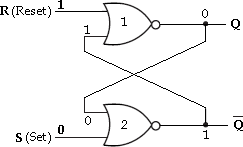 0
R (Reset) 1
1 Q
1
0
2 Q̅
S (Set) 0
1